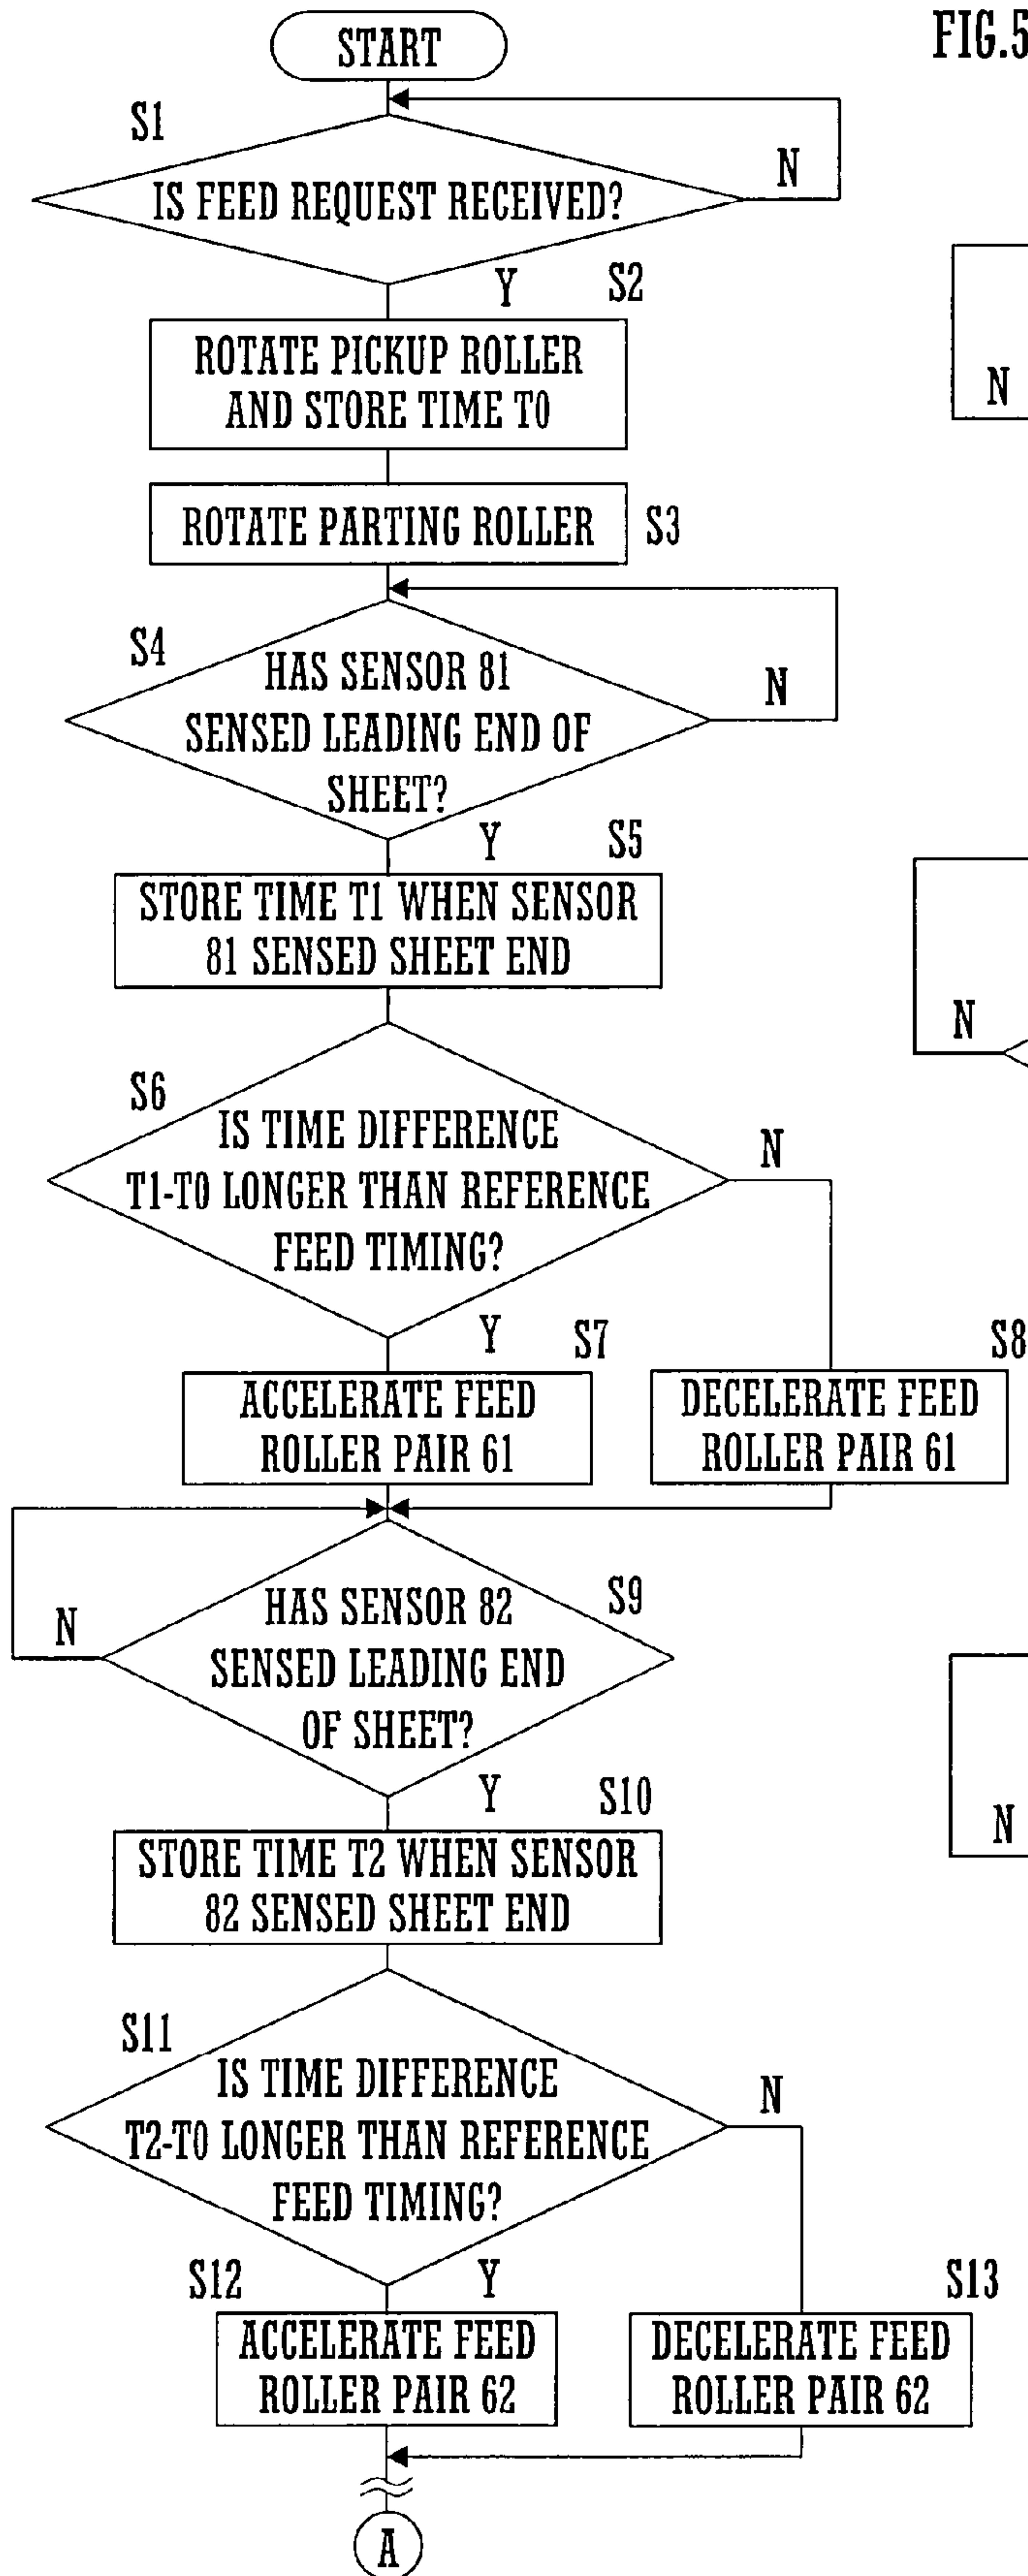 FIG.5
START
S1
IS FEED REQUEST RECEIVED?
N
Y
S2
ROTATE PICKUP ROLLER
AND STORE TIME T0
N
ROTATE PARTING ROLLER
S3
S4
HAS SENSOR 81
SENSED LEADING END OF
SHEET?
N
Y
S5
STORE TIME T1 WHEN SENSOR
81 SENSED SHEET END
N
S6
IS TIME DIFFERENCE
T1-T0 LONGER THAN REFERENCE
FEED TIMING?
N
Y
S7
ACCELERATE FEED
ROLLER PAIR 61
S8
DECELERATE FEED
ROLLER PAIR 61
S9
HAS SENSOR 82
SENSED LEADING END
OF SHEET?
N
Y
S10
STORE TIME T2 WHEN SENSOR
82 SENSED SHEET END
N
S11
IS TIME DIFFERENCE
T2-T0 LONGER THAN REFERENCE
FEED TIMING?
N
S12
Y
ACCELERATE FEED
ROLLER PAIR 62
S13
DECELERATE FEED
ROLLER PAIR 62
A